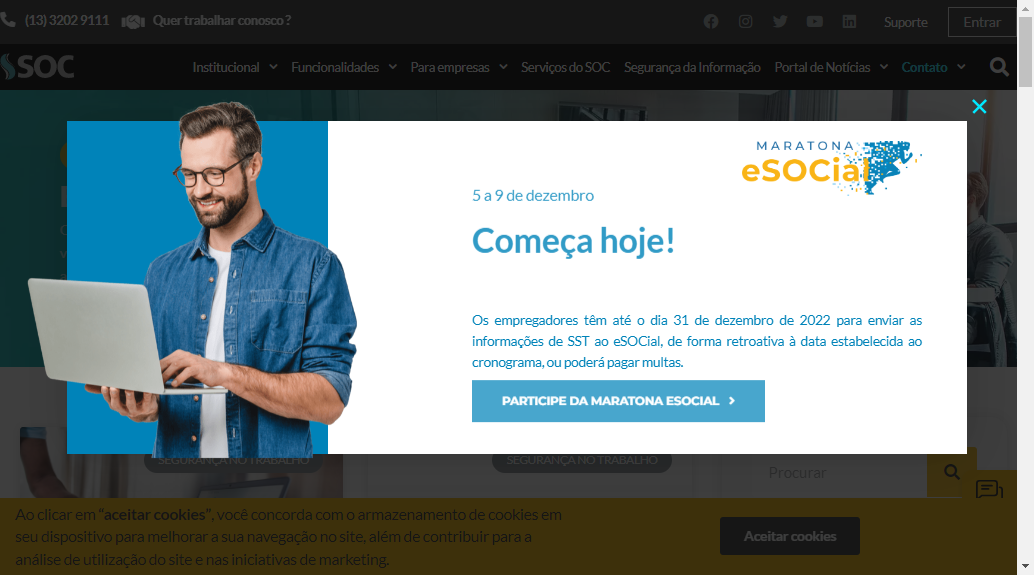 (13) 3202 9111 Quer trabalhar conosco ?
Suporte
Entrar
SOC
Institucional
Funcionalidades
Para empresas
Serviços do SOC
Segurança da Informação
Portal de Notícias
Contato
MARATONA
eSOCial
5 a 9 de dezembro
Começa hoje!
Os empregadores têm até o dia 31 de dezembro de 2022 para enviar as
informações de SST ao eSOCial, de forma retroativa à data estabelecida ao
cronograma, ou poderá pagar multas.
PARTICIPE DA MARATONA ESOCIAL
SEGURANÇA NO TRABALHO
SEGURANÇA NO TRABALHO
Procurar
Ao clicar em “aceitar cookies”, você concorda com o armazenamento de cookies em
seu dispositivo para melhorar a sua navegação no site, além de contribuir para a
análise de utilização do site e nas iniciativas de marketing.
Aceitar cookies